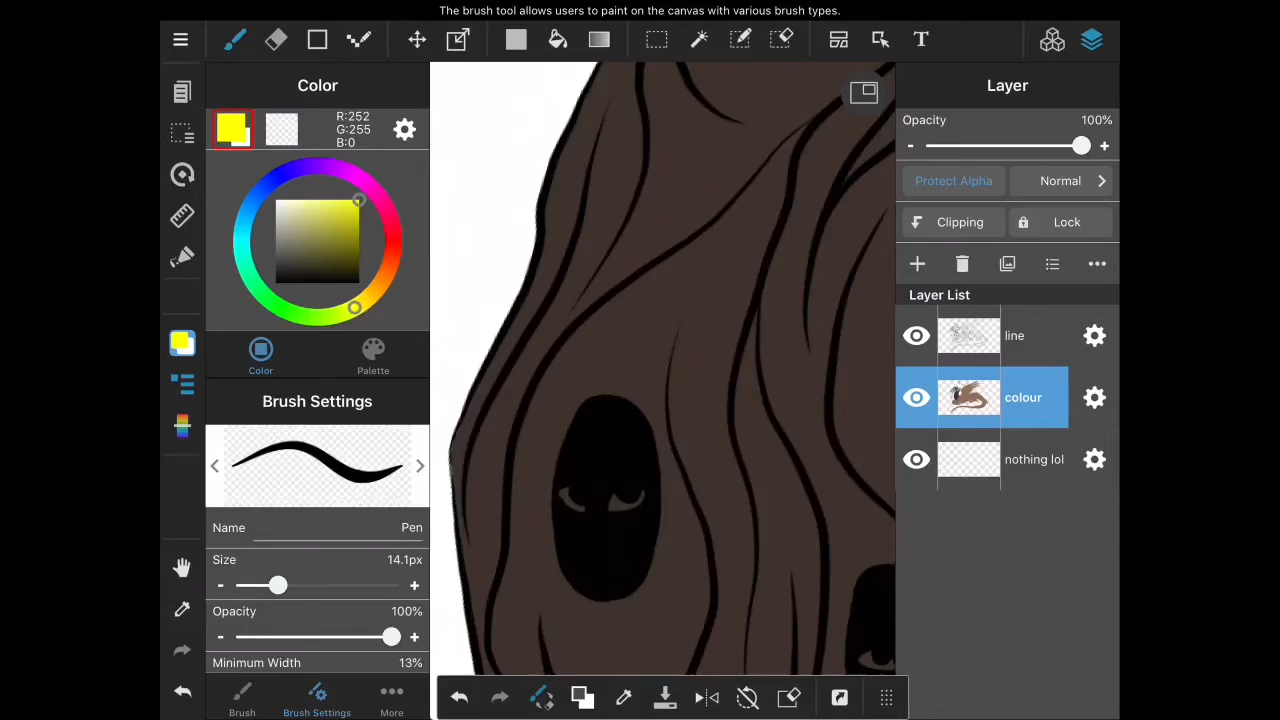 The brush tool allows users to paint on the canvas with various brush types.
T
Color
R:252
G:255
B:0
Color
Palette
Brush Settings
Name
Pen
Size
14.1px
-
+
Opacity
100%
-
+
Minimum Width
13%
Brush
Brush Settings
More
Layer
Opacity
100%
-
+
Protect Alpha
Normal
Clipping
Lock
Layer List
line
colour
nothing lol